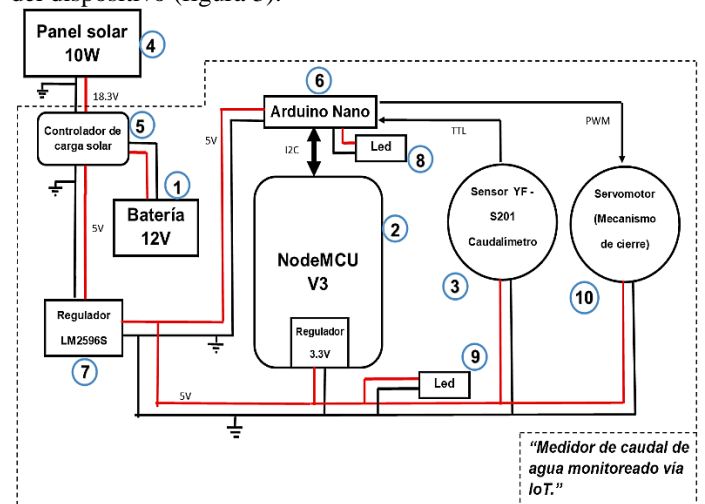 del dispositivo (figura 3).
Panel solar
10W
4
18.3V
6
5
Controlador de
carga solar
Arduino Nano
5V
I2C
TTL
PWM
Led
8
1
Batería
12V
5V
2
NodeMCU
V3
Sensor YF -
S201
Caudalímetro
3
Servomotor
(Mecanismo
de cierre)
10
Regulador
LM2596S
7
Regulador
3.3V
9
Led
5V
“Medidor de caudal de
agua monitoreado vía
IoT.”